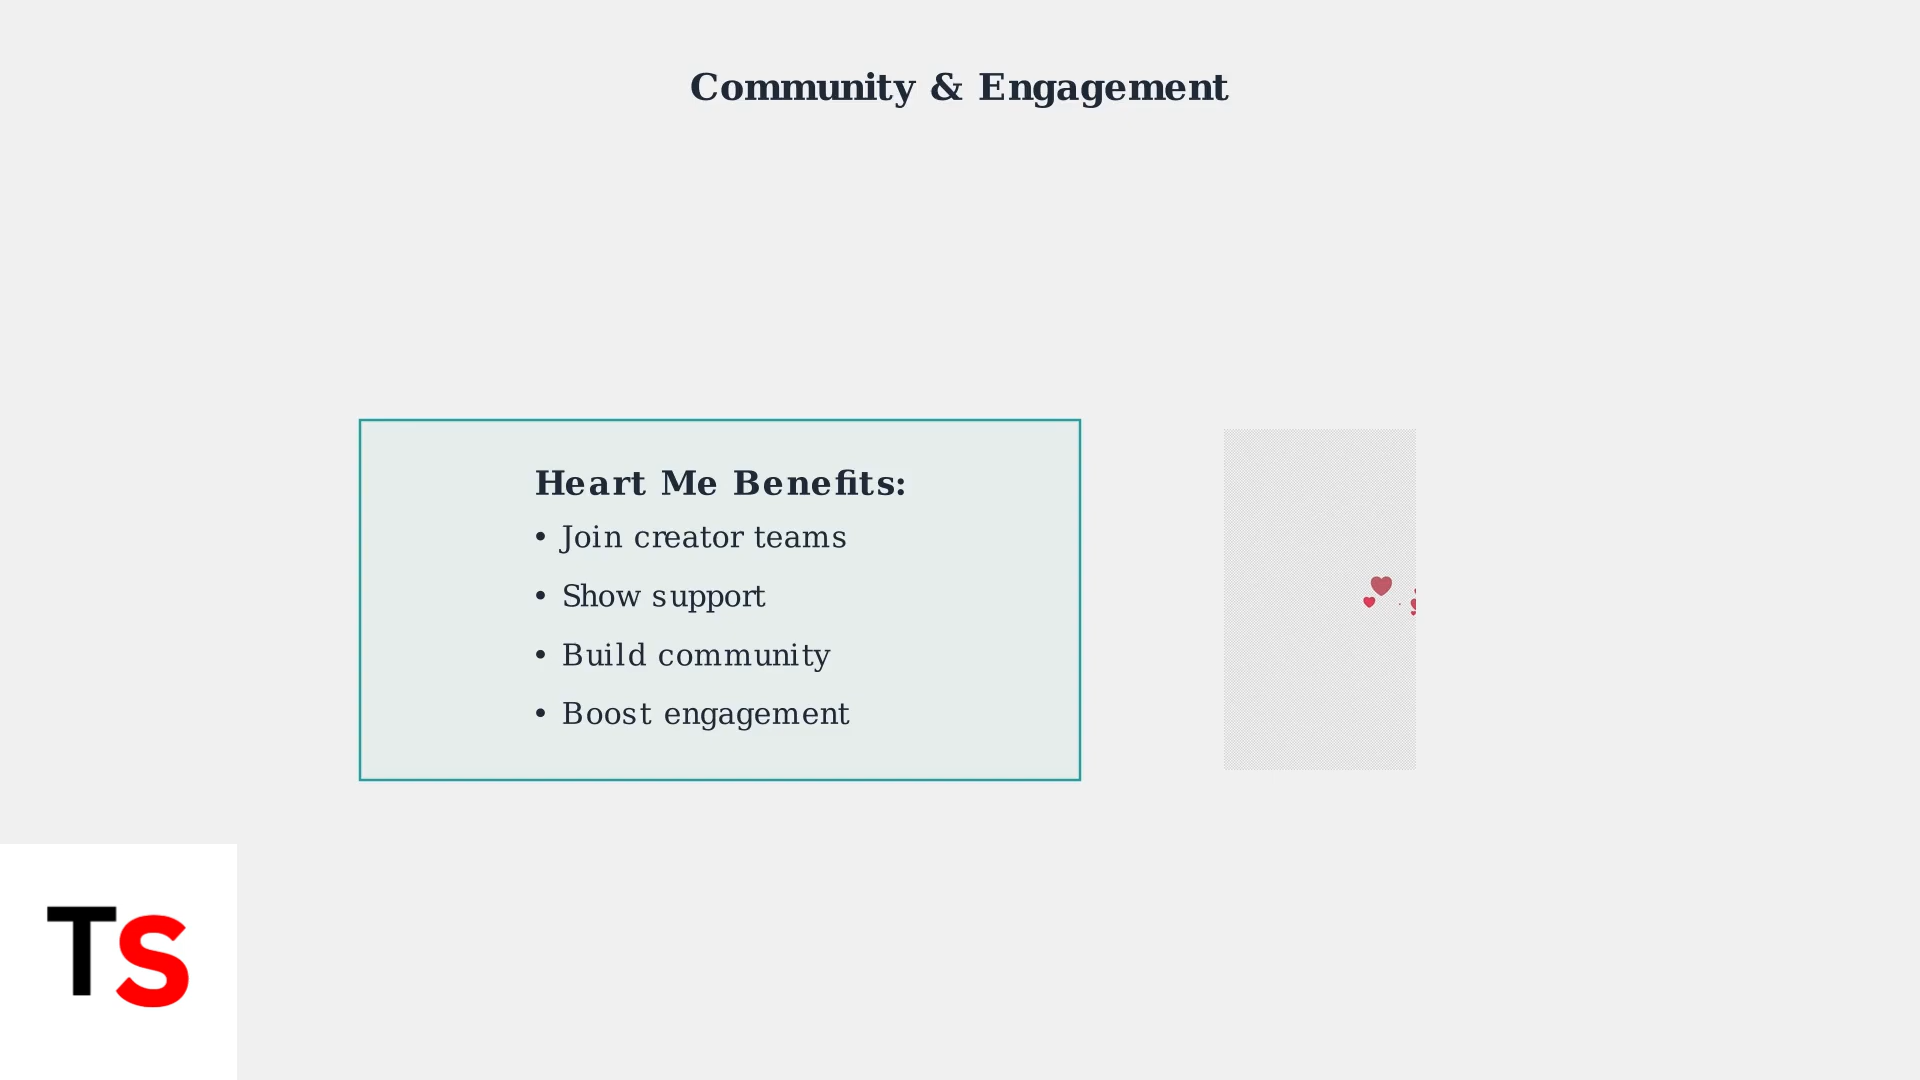 Community & Engagement
Heart Me Benefits:
• Join creator teams
• Show support
• Build community
• Boost engagement
TS